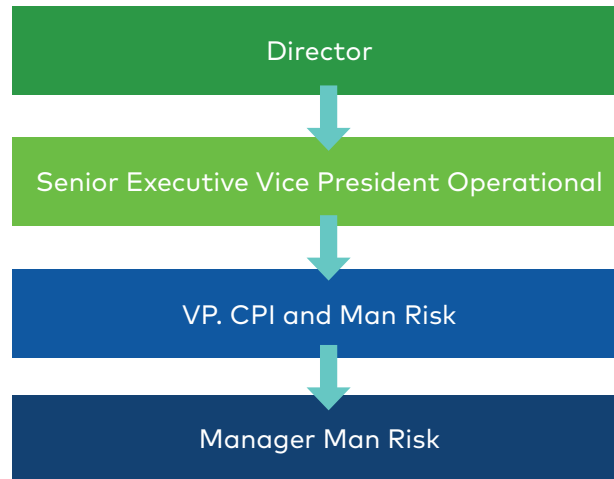 Director
Senior Executive Vice President Operational
VP. CPI and Man Risk
Manager Man Risk